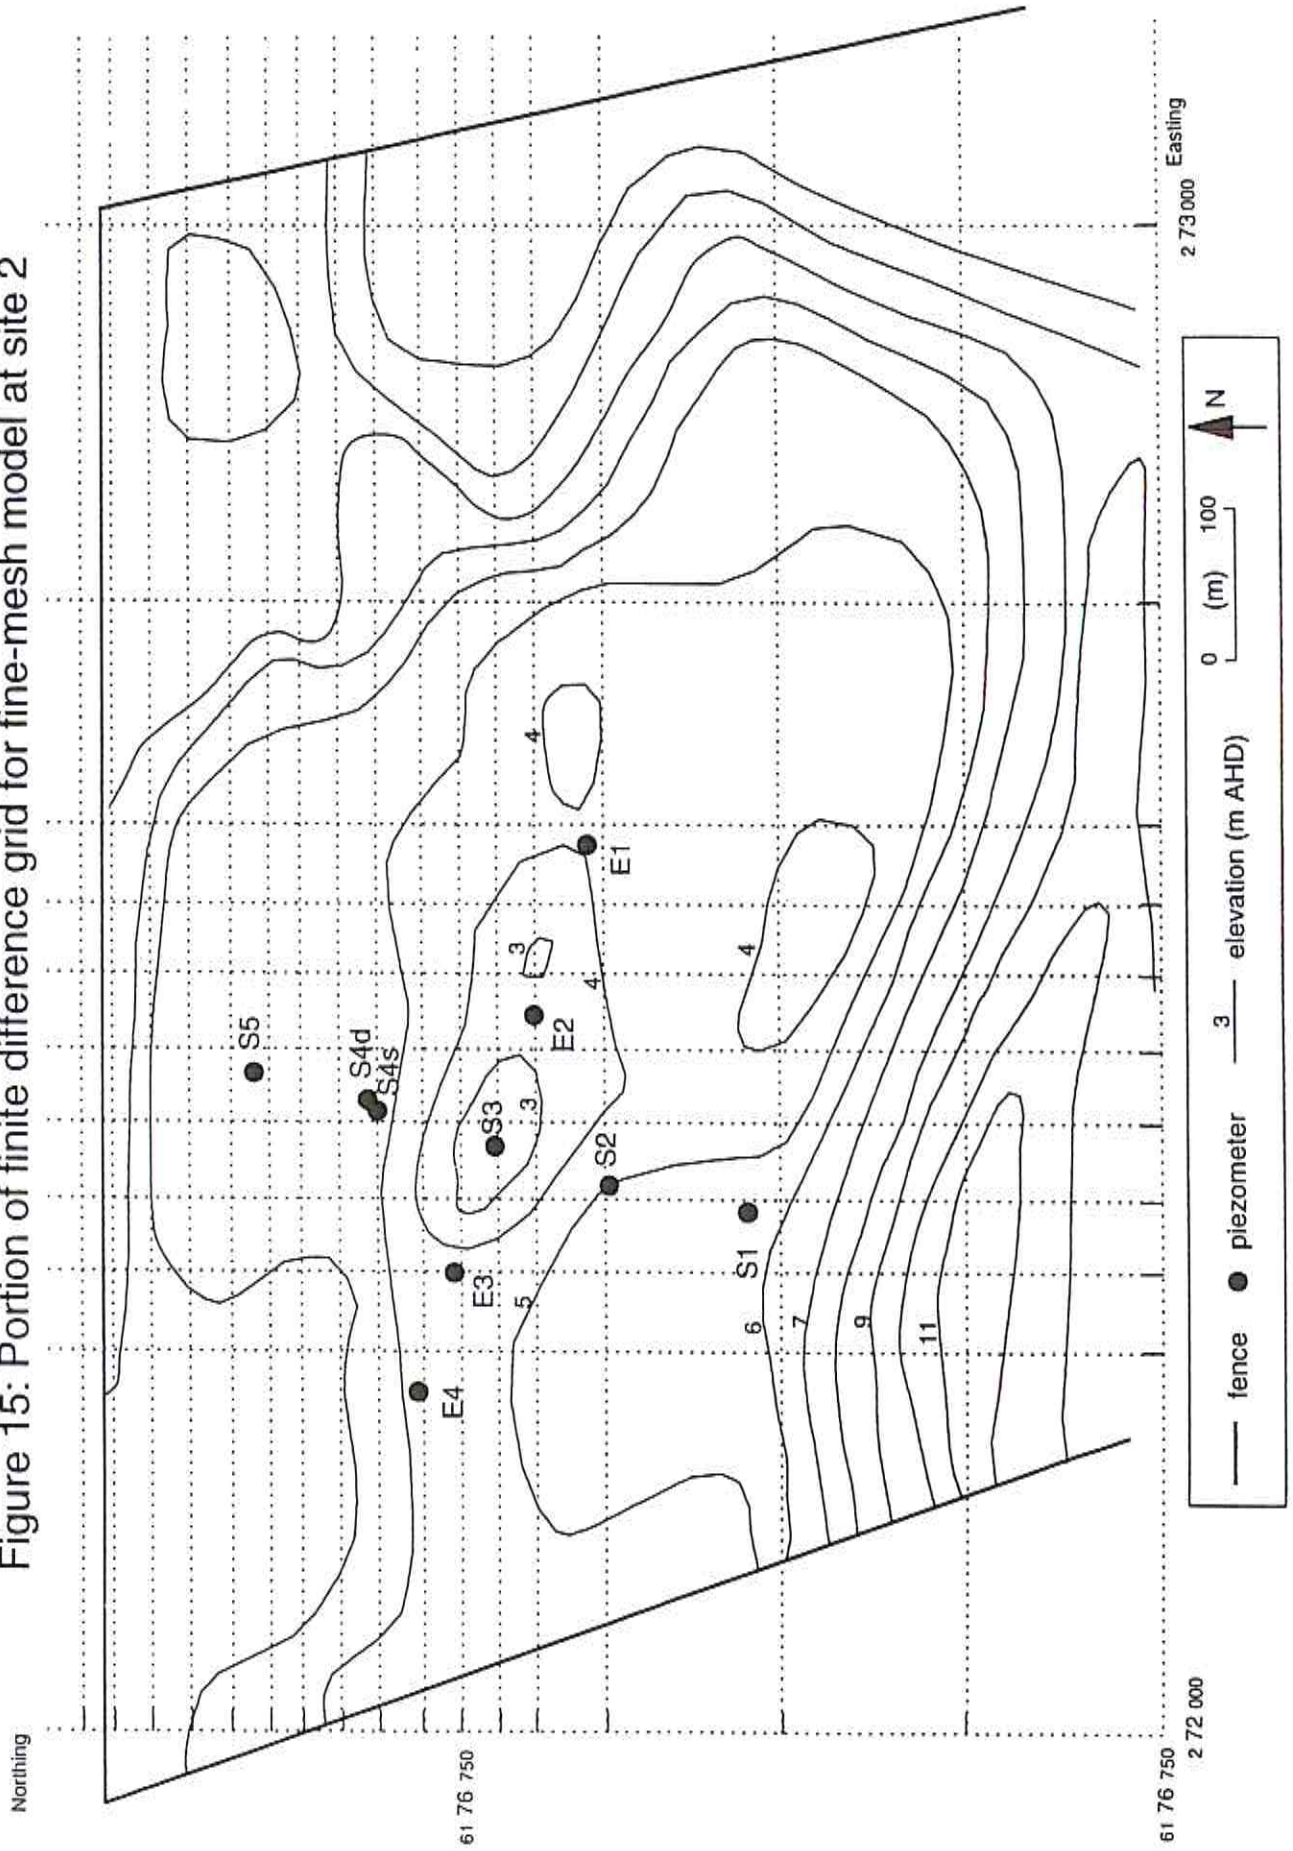 Figure 15: Portion of finite difference grid for fine-mesh model at site 2
Northing
61 76 750
61 76 750
2 72 000
2 73 000
Easting
S5
S4d
S4s
S3
S2
S1
E1
E2
E3
E4
3
3
4
4
4
5
6
7
9
11
fence
piezometer
3
elevation (m AHD)
0
(m)
100
N